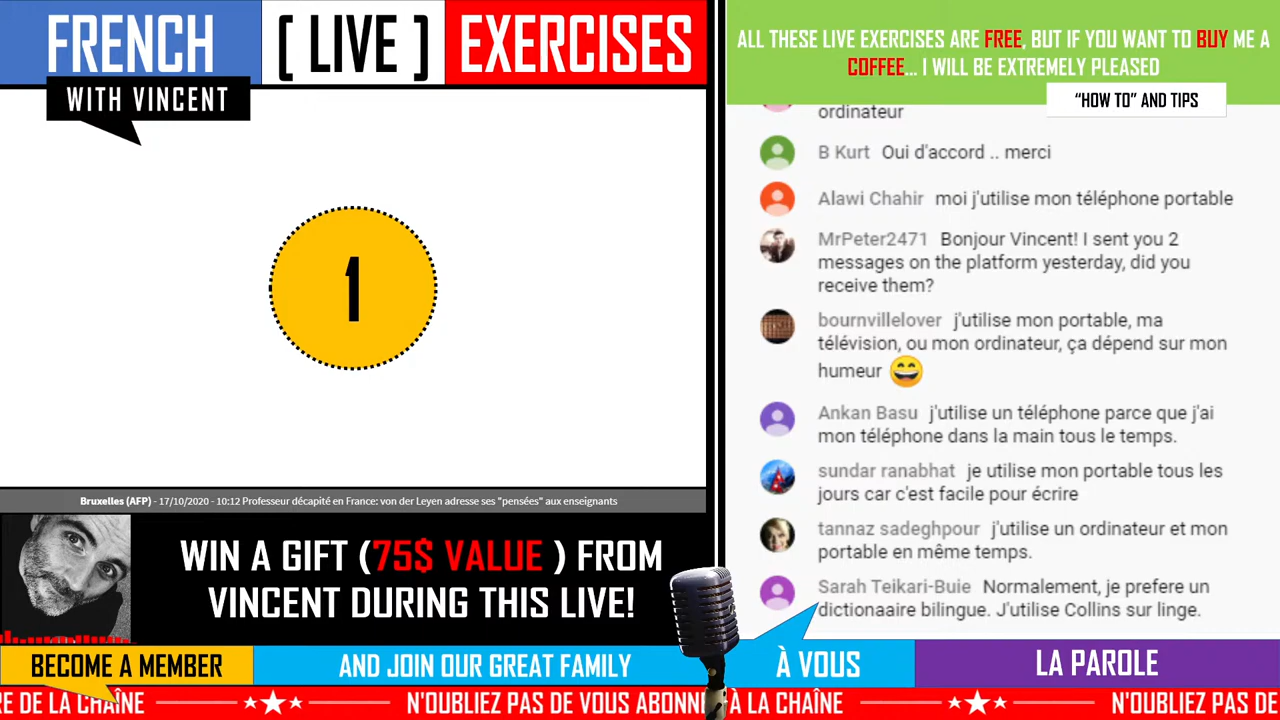 FRENCH [ LIVE ] EXERCISES
WITH VINCENT
1
Bruxelles (AFP) - 17/10/2020 - 10:12 Professeur décapité en France: von der Leyen adresse ses "pensées" aux enseignants
WIN A GIFT (75$ VALUE ) FROM
VINCENT DURING THIS LIVE!
ALL THESE LIVE EXERCISES ARE FREE, BUT IF YOU WANT TO BUY ME A
COFFEE... I WILL BE EXTREMELY PLEASED
“HOW TO” AND TIPS
ordinateur
B Kurt Oui d'accord .. merci
Alawi Chahir moi j'utilise mon téléphone portable
MrPeter2471 Bonjour Vincent! I sent you 2
messages on the platform yesterday, did you
receive them?
bournvillelover j'utilise mon portable, ma
télévision, ou mon ordinateur, ça dépend sur mon
humeur 😄
Ankan Basu j'utilise un téléphone parce que j'ai
mon téléphone dans la main tous le temps.
sundar ranabhat je utilise mon portable tous les
jours car c'est facile pour écrire
tannaz sadeghpour j'utilise un ordinateur et mon
portable en même temps.
Sarah Teikari-Buie Normalement, je prefere un
dictionaaire bilingue. J'utilise Collins sur linge.
BECOME A MEMBER AND JOIN OUR GREAT FAMILY À VOUS LA PAROLE
RE DE LA CHAÎNE N'OUBLIEZ PAS DE VOUS ABONN À LA CHAÎNE N'OUBLIEZ PAS DE